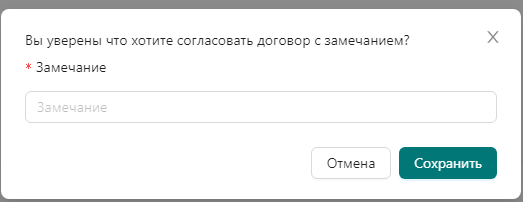 Вы уверены что хотите согласовать договор с замечанием?
* Замечание
Замечание
Отмена
Сохранить